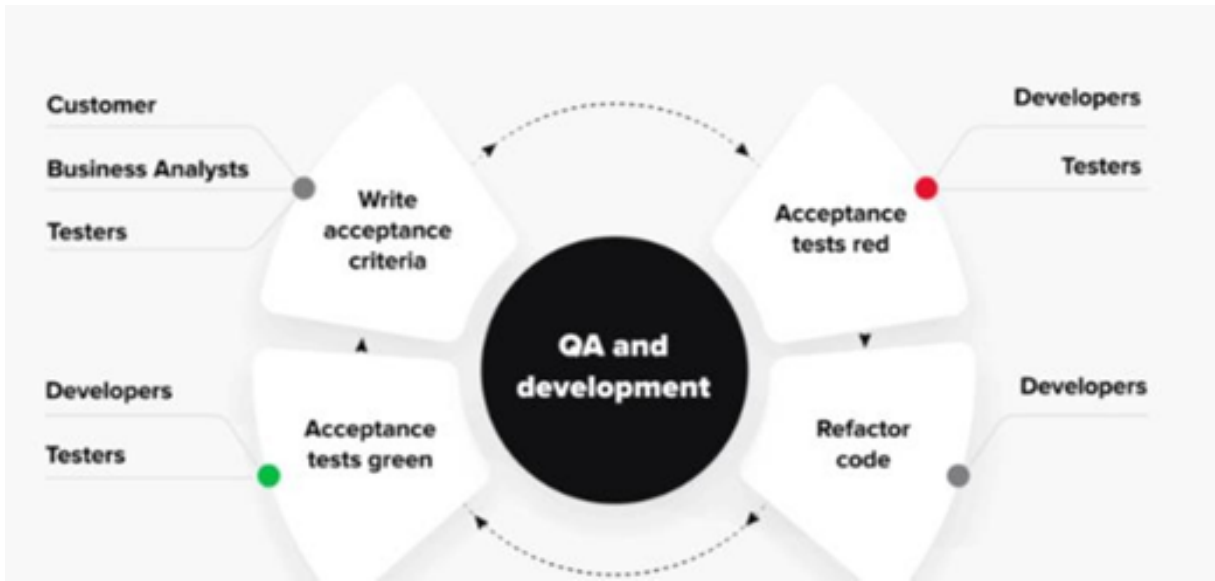 Customer
Business Analysts
Testers
Write
acceptance
criteria
Developers
Testers
Acceptance
tests red
QA and
development
Developers
Testers
Acceptance
tests green
Developers
Refactor
code